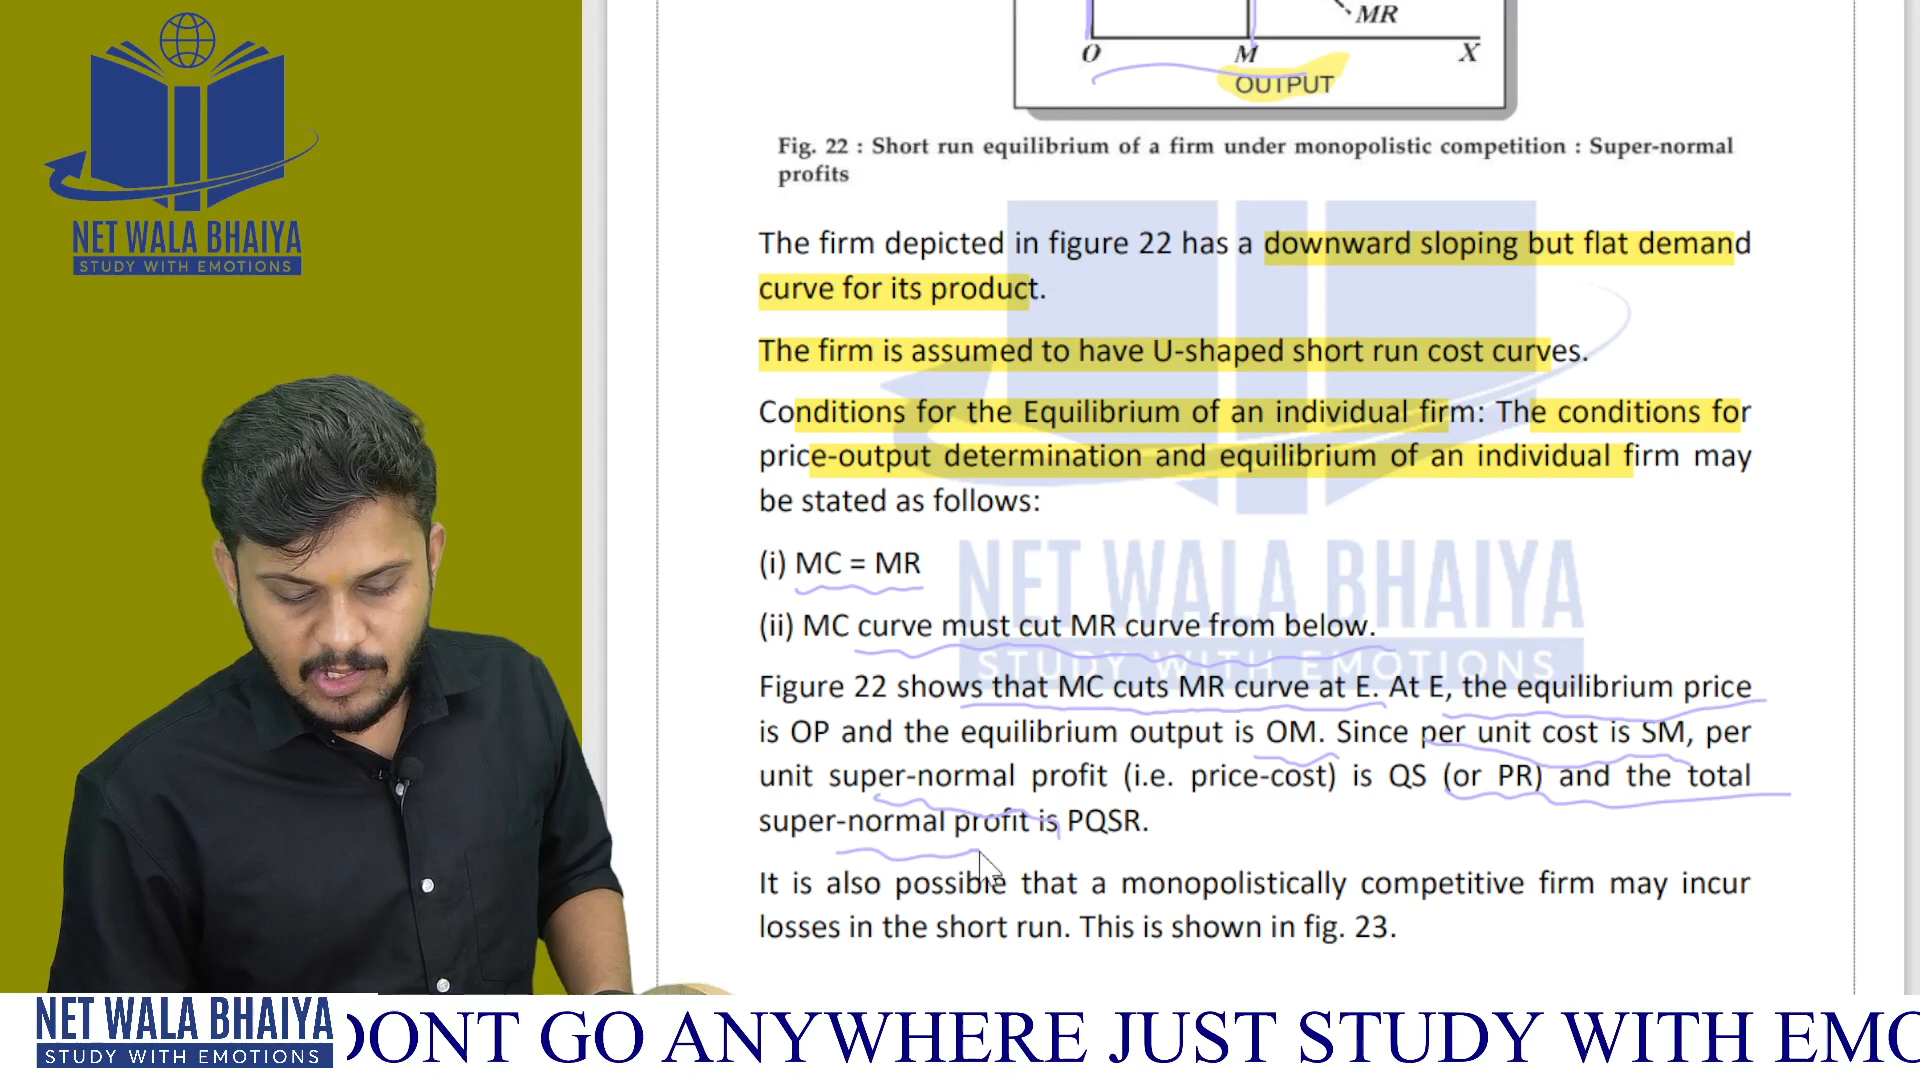 NET WALA BHAIYA
STUDY WITH EMOTIONS
MR
O M X
OUTPUT
Fig. 22 : Short run equilibrium of a firm under monopolistic competition : Super-normal
profits
The firm depicted in figure 22 has a downward sloping but flat demand
curve for its product.
The firm is assumed to have U-shaped short run cost curves.
Conditions for the Equilibrium of an individual firm: The conditions for
price-output determination and equilibrium of an individual firm may
be stated as follows:
(i) MC = MR
NET WALA BHAIYA
(ii) MC curve must cut MR curve from below.
STUDY WITH EMOTIONS
Figure 22 shows that MC cuts MR curve at E. At E, the equilibrium price
is OP and the equilibrium output is OM. Since per unit cost is SM, per
unit super-normal profit (i.e. price-cost) is QS (or PR) and the total
super-normal profit is PQSR.
It is also possible that a monopolistically competitive firm may incur
losses in the short run. This is shown in fig. 23.
NET WALA BHAIYA
STUDY WITH EMOTIONS
DONT GO ANYWHERE JUST STUDY WITH EMO